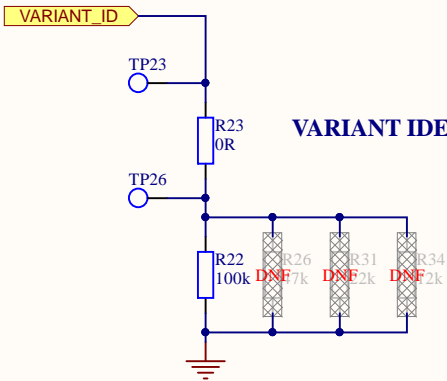 VARIANT_ID
TP23
R23
0R
VARIANT IDE
TP26
R22
100k
R26
DNF
R31
DNF
R34
DNF